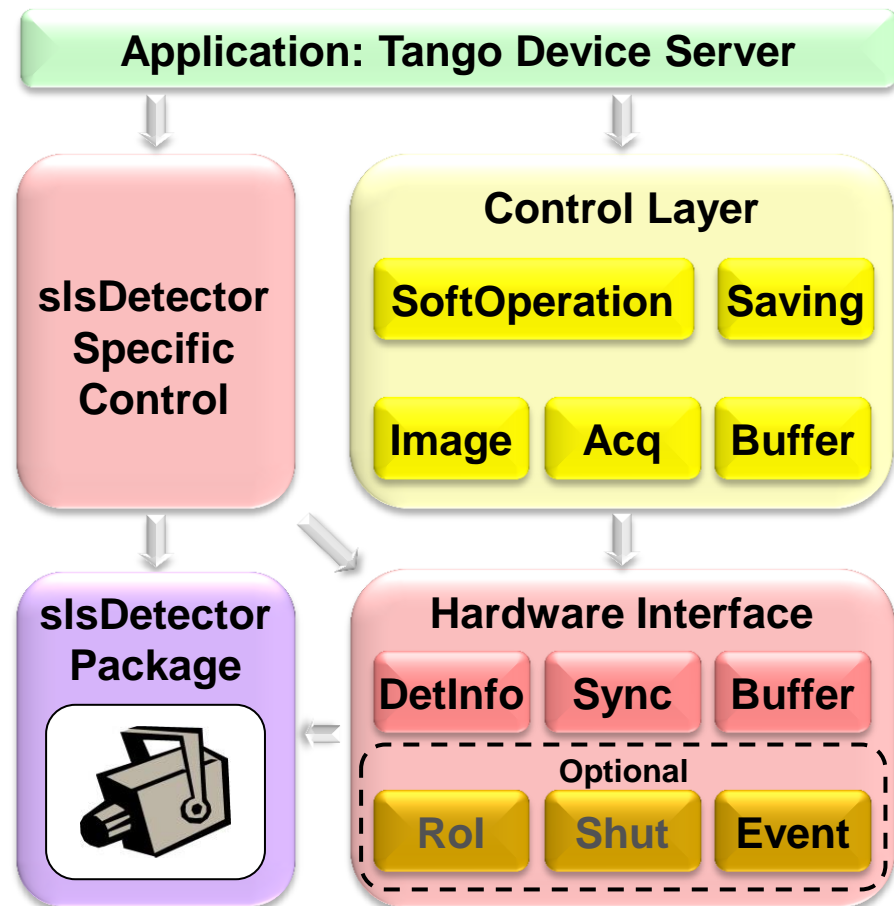 Application: Tango Device Server
slsDetector
Specific
Control
Control Layer
SoftOperation
Saving
Image
Acq
Buffer
slsDetector
Package
Hardware Interface
DetInfo
Sync
Buffer
Optional
RoI
Shut
Event